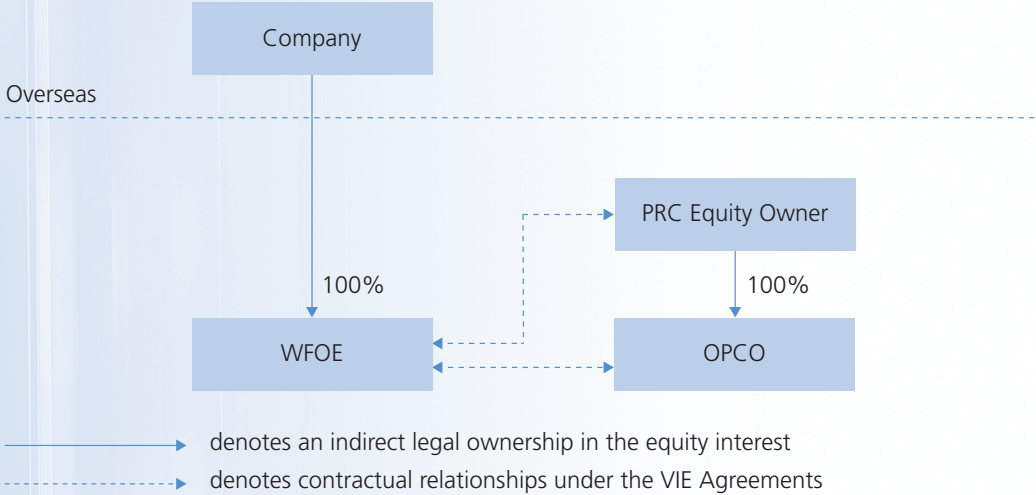 Company
Overseas
PRC Equity Owner
100%
100%
WFOE
OPCO
denotes an indirect legal ownership in the equity interest
denotes contractual relationships under the VIE Agreements